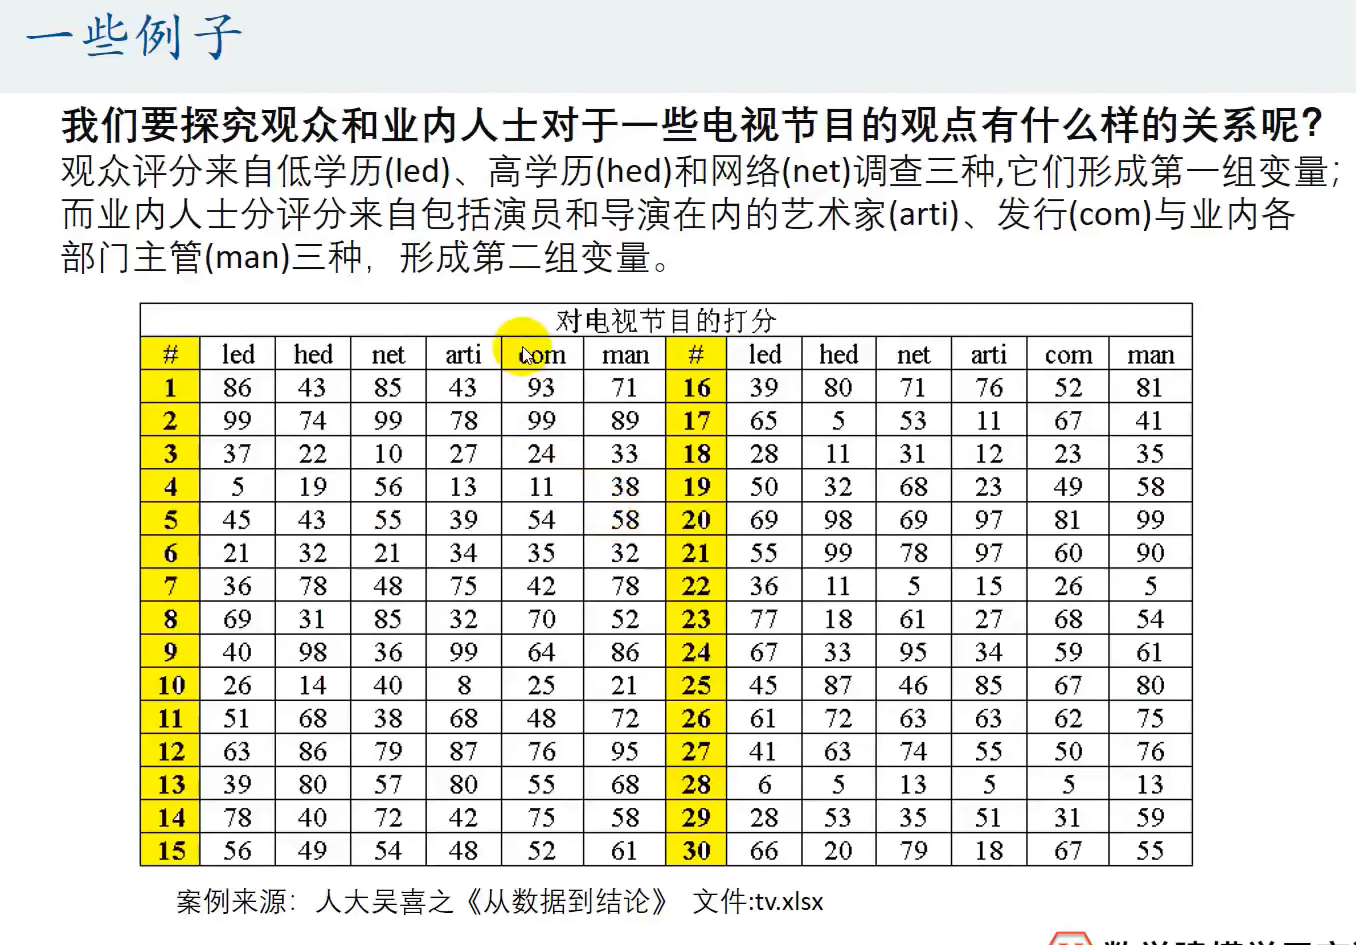 一些例子
我们要探究观众和业内人士对于一些电视节目的观点有什么样的关系呢?
观众评分来自低学历(led)、高学历(hed)和网络(net)调查三种,它们形成第一组变量;
而业内人士分评分来自包括演员和导演在内的艺术家(arti)、发行(com)与业内各
部门主管(man)三种，形成第二组变量。
对电视节目的打分
# led hed net arti com man # led hed net arti com man
1 86 43 85 43 93 71 16 39 80 71 76 52 81
2 99 74 99 78 99 89 17 65 5 53 11 67 41
3 37 22 10 27 24 33 18 28 11 31 12 23 35
4 5 19 56 13 11 38 19 50 32 68 23 49 58
5 45 43 55 39 54 58 20 69 98 69 97 81 99
6 21 32 21 34 35 32 21 55 99 78 97 60 90
7 36 78 48 75 42 78 22 36 11 5 15 26 5
8 69 31 85 32 70 52 23 77 18 61 27 68 54
9 40 98 36 99 64 86 24 67 33 95 34 59 61
10 26 14 40 8 25 21 25 45 87 46 85 67 80
11 51 68 38 68 48 72 26 61 72 63 63 62 75
12 63 86 79 87 76 95 27 41 63 74 55 50 76
13 39 80 57 80 55 68 28 6 5 13 5 5 13
14 78 40 72 42 75 58 29 28 53 35 51 31 59
15 56 49 54 48 52 61 30 66 20 79 18 67 55
案例来源：人大吴喜之《从数据到结论》 文件:tv.xlsx